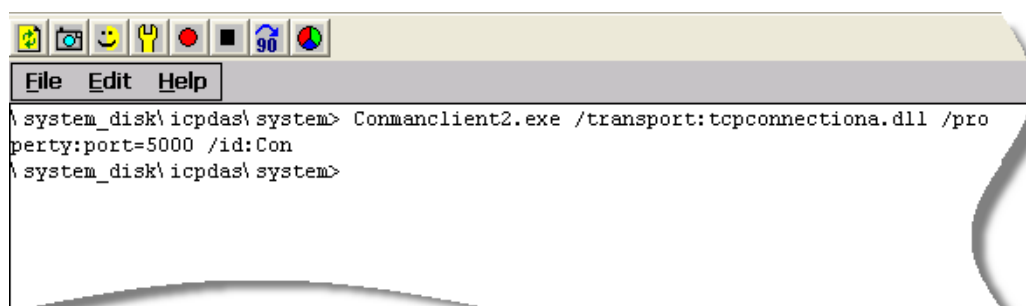 90
File Edit Help
\system_disk\icpdas\system> Conmanclient2.exe /transport:tcpconnectiona.dll /pro
perty:port=5000 /id:Con
\system_disk\icpdas\system>